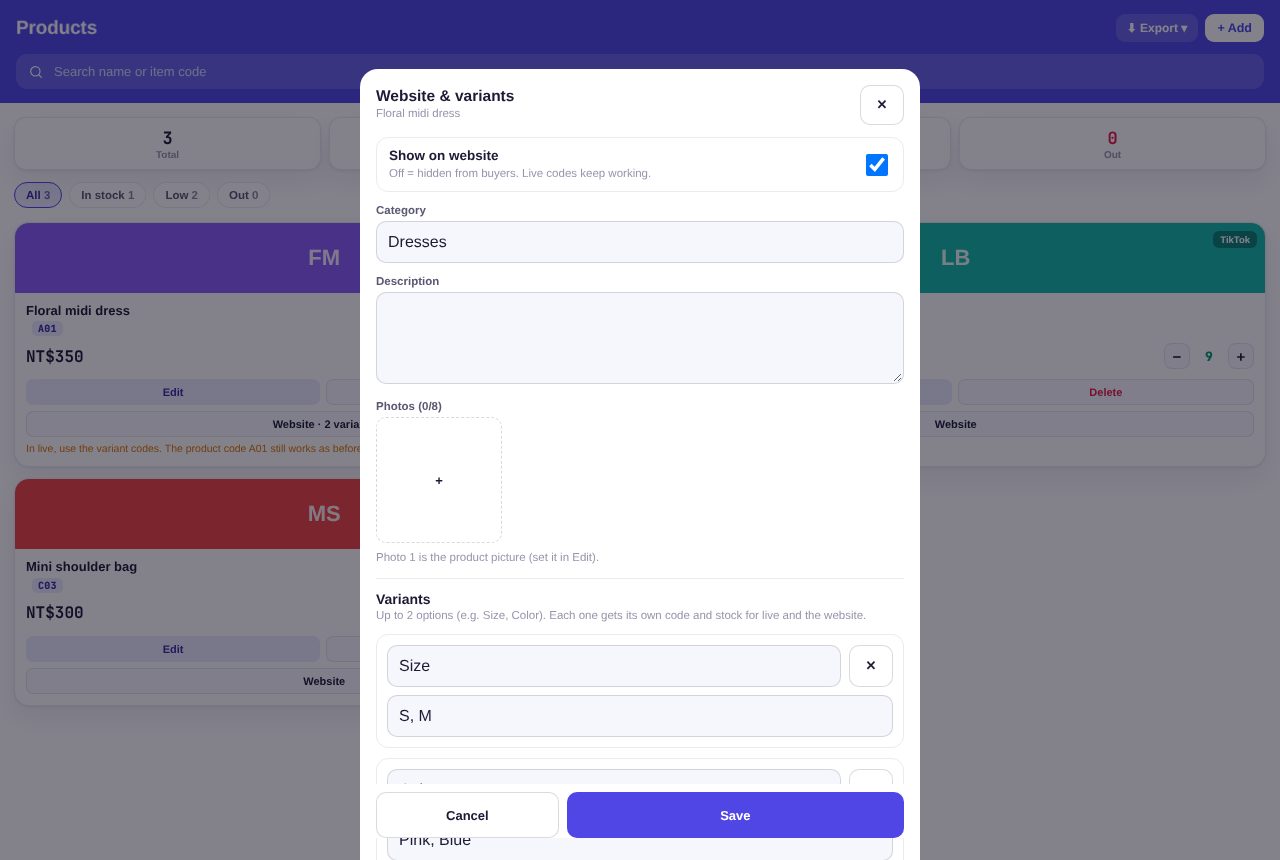 Products
⬇ Export ▾
+ Add
Search name or item code
3
Total
0
Out
All 3
In stock 1
Low 2
Out 0
FM
Floral midi dress
A01
NT$350
Edit
Website · 2 varia
In live, use the variant codes. The product code A01 still works as before
LB
TikTok
− 9 +
Delete
Website
MS
Mini shoulder bag
C03
NT$300
Edit
Website
Website & variants
Floral midi dress
×
Show on website
Off = hidden from buyers. Live codes keep working.
Category
Dresses
Description
Photos (0/8)
+
Photo 1 is the product picture (set it in Edit).
Variants
Up to 2 options (e.g. Size, Color). Each one gets its own code and stock for live and the website.
Size
×
S, M
Cancel
Save
Pink, Blue